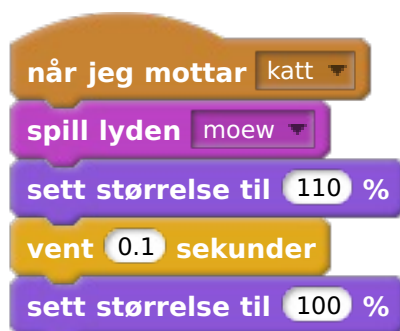 når jeg mottar katt
spill lyden moew
sett størrelse til 110 %
vent 0.1 sekunder
sett størrelse til 100 %